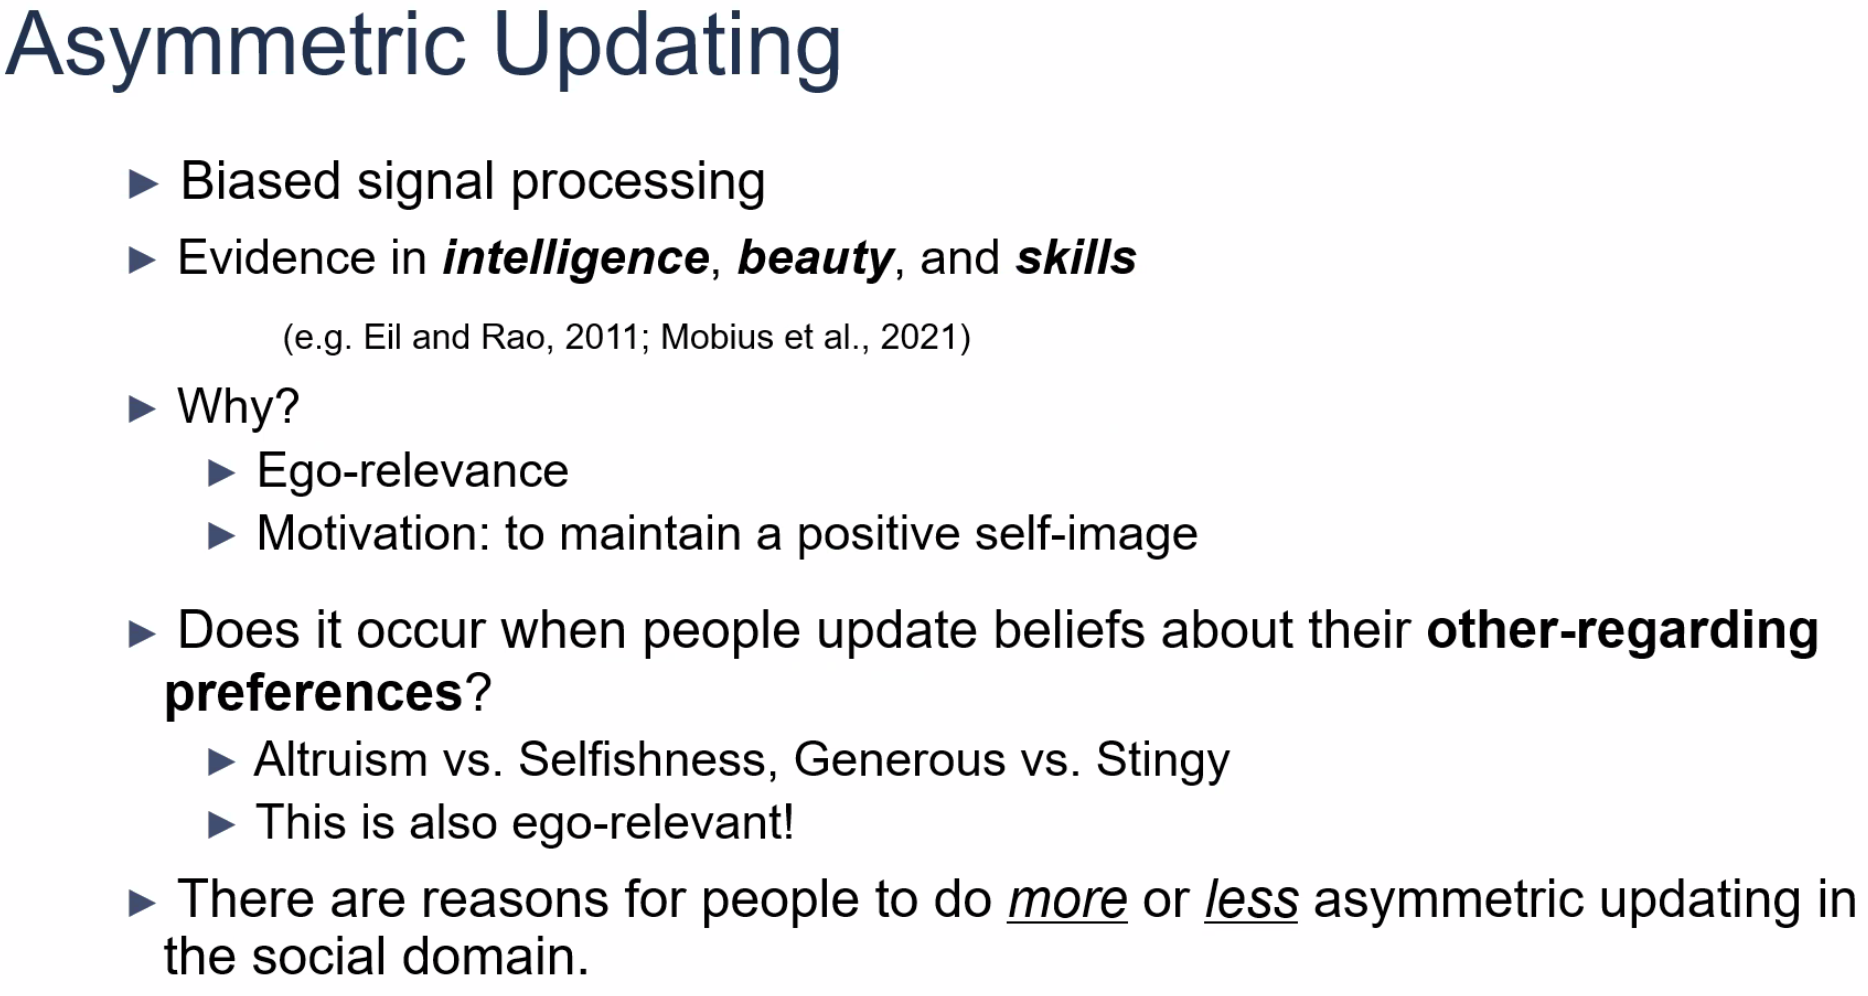 Asymmetric Updating
► Biased signal processing
► Evidence in intelligence, beauty, and skills
(e.g. Eil and Rao, 2011; Mobius et al., 2021)
► Why?
► Ego-relevance
► Motivation: to maintain a positive self-image
► Does it occur when people update beliefs about their other-regarding
preferences?
► Altruism vs. Selfishness, Generous vs. Stingy
► This is also ego-relevant!
► There are reasons for people to do more or less asymmetric updating in
the social domain.